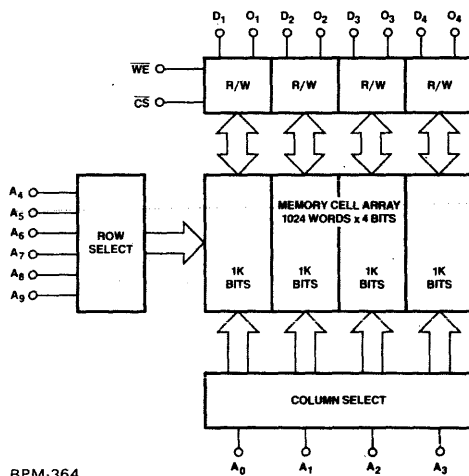 D1 O1 D2 O2 D3 O3 D4 O4
WE
CS
R/W R/W R/W R/W
A4
A5
A6
A7
A8
A9
ROW
SELECT
MEMORY CELL ARRAY
1024 WORDS x 4 BITS
1K
BITS
1K
BITS
1K
BITS
1K
BITS
COLUMN SELECT
A0 A1 A2 A3
BPM-364